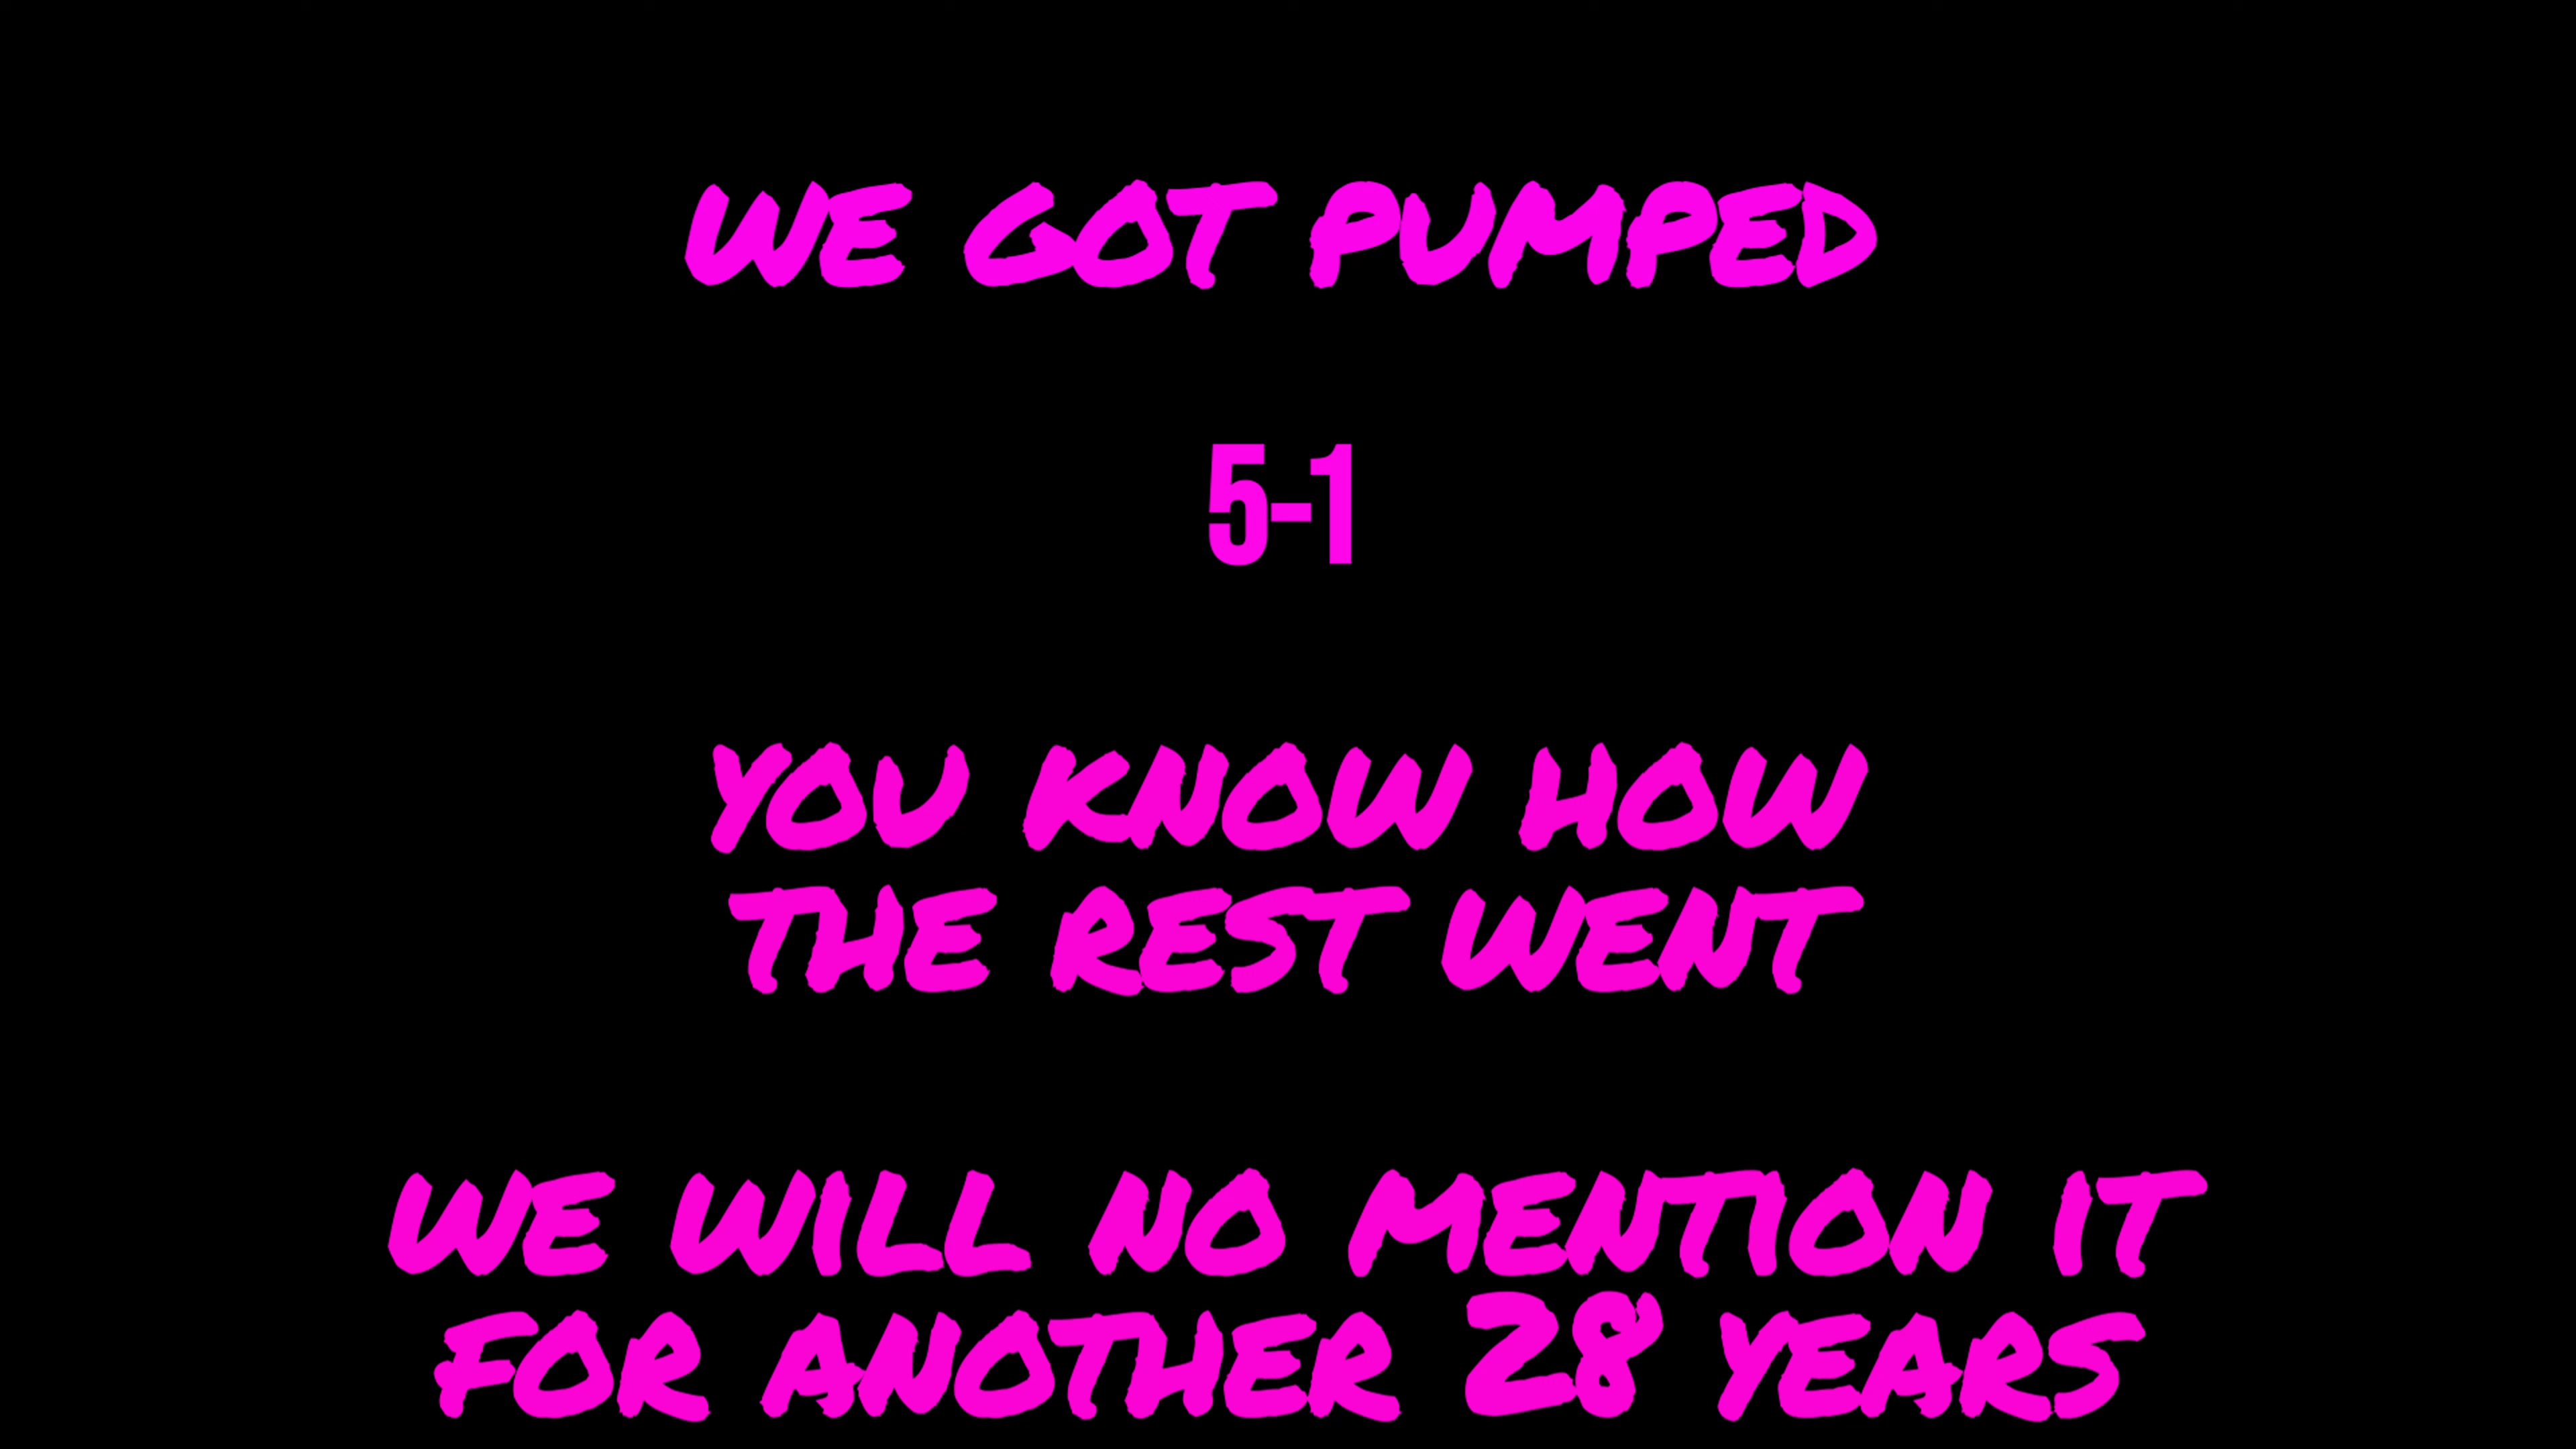 WE GOT PUMPED
5-1
YOU KNOW HOW
THE REST WENT
WE WILL NO MENTION IT
FOR ANOTHER 28 YEARS